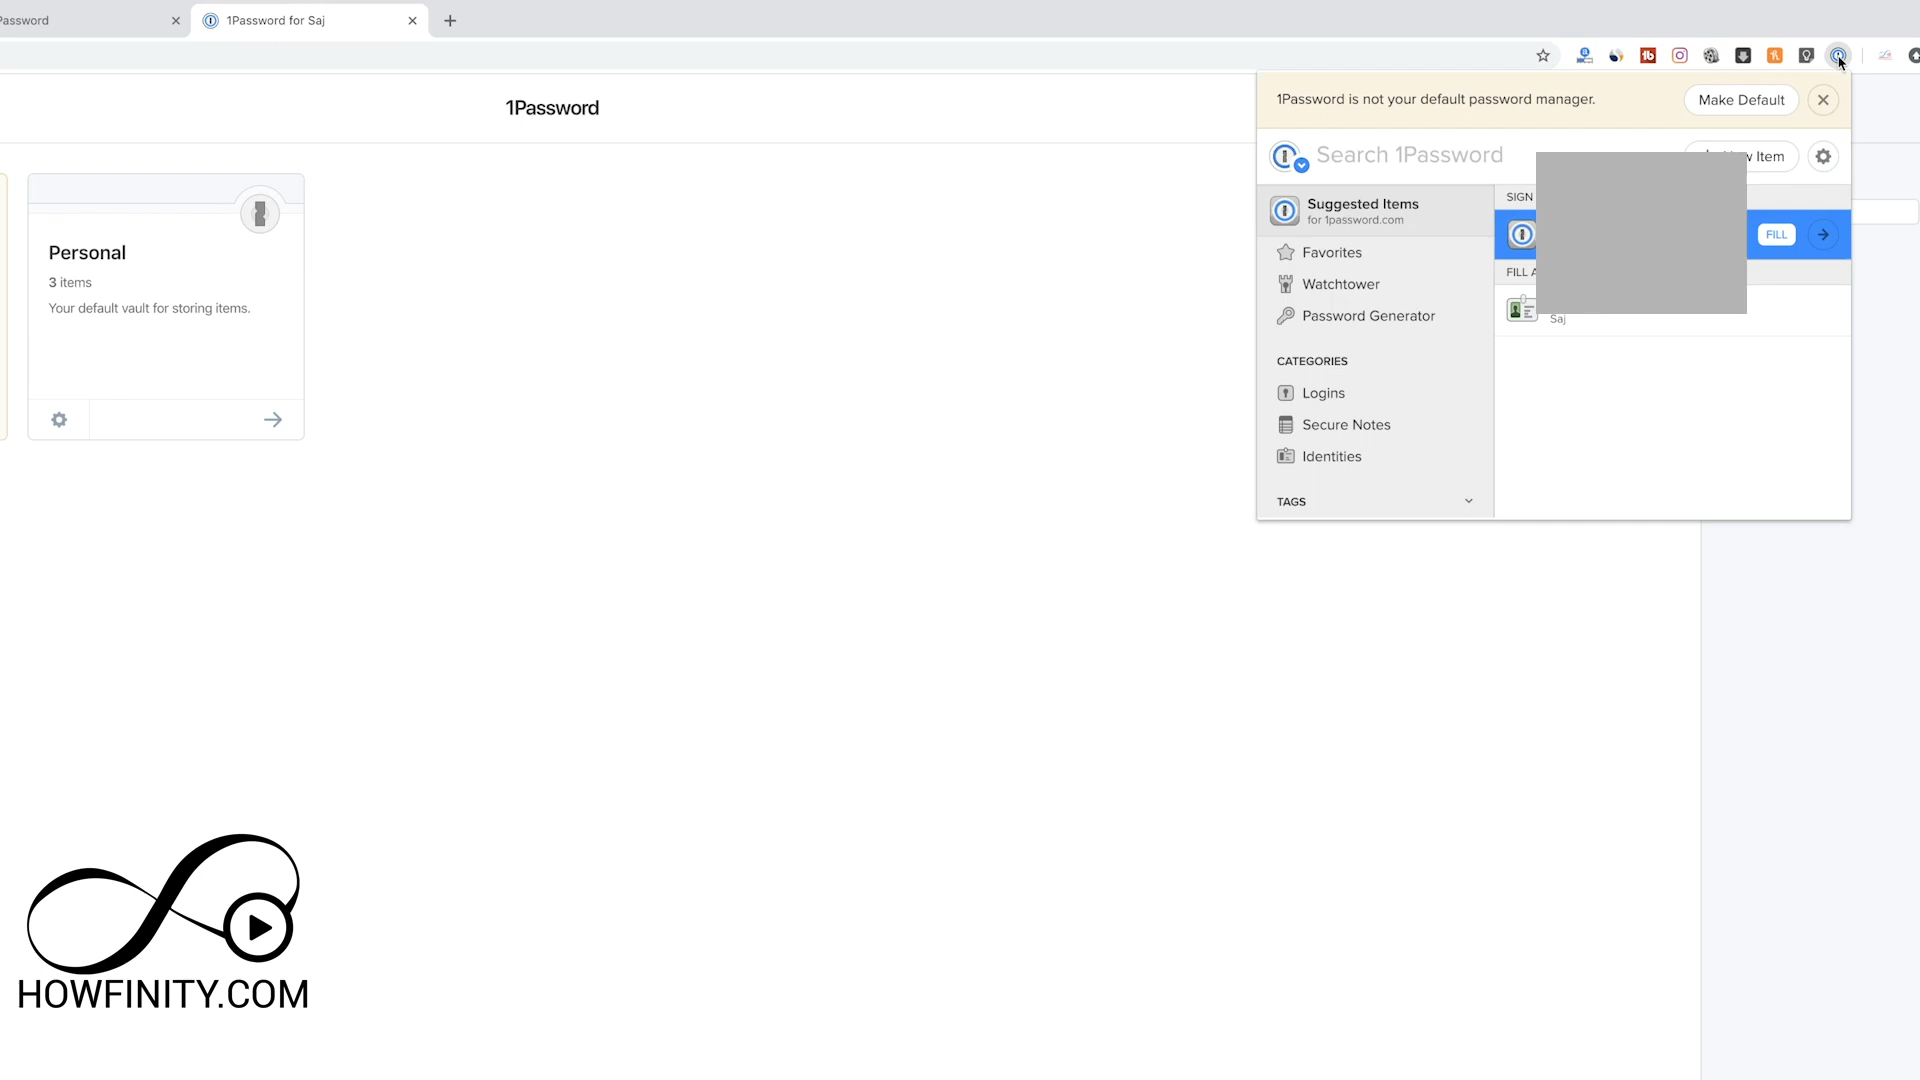 Password
1Password for Saj
1Password
Personal
3 items
Your default vault for storing items.
1Password is not your default password manager.
Make Default
Search 1Password
Item
Suggested Items
for 1password.com
Favorites
Watchtower
Password Generator
CATEGORIES
Logins
Secure Notes
Identities
TAGS
SIGN
FILL
FILL
Saj
HOWFINITY.COM